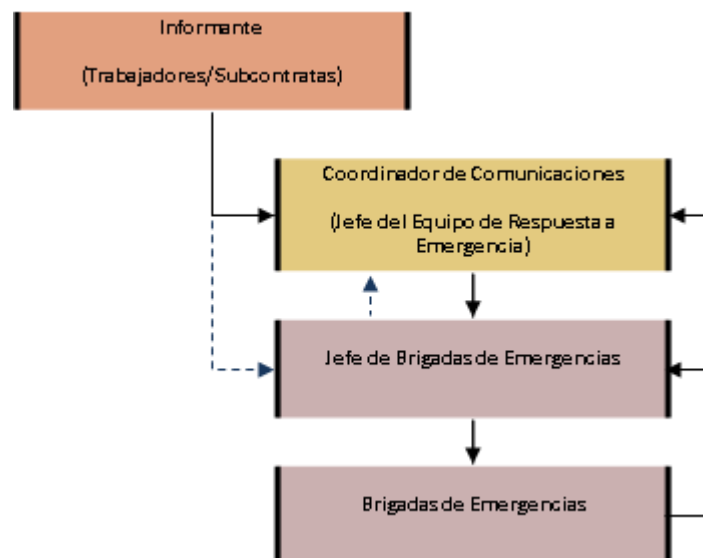 Informante
(Trabajadores/Subcontratas)
Coordinador de Comunicaciones
(Jefe del Equipo de Respuesta a
Emergencia)
Jefe de Brigadas de Emergencias
Brigadas de Emergencias